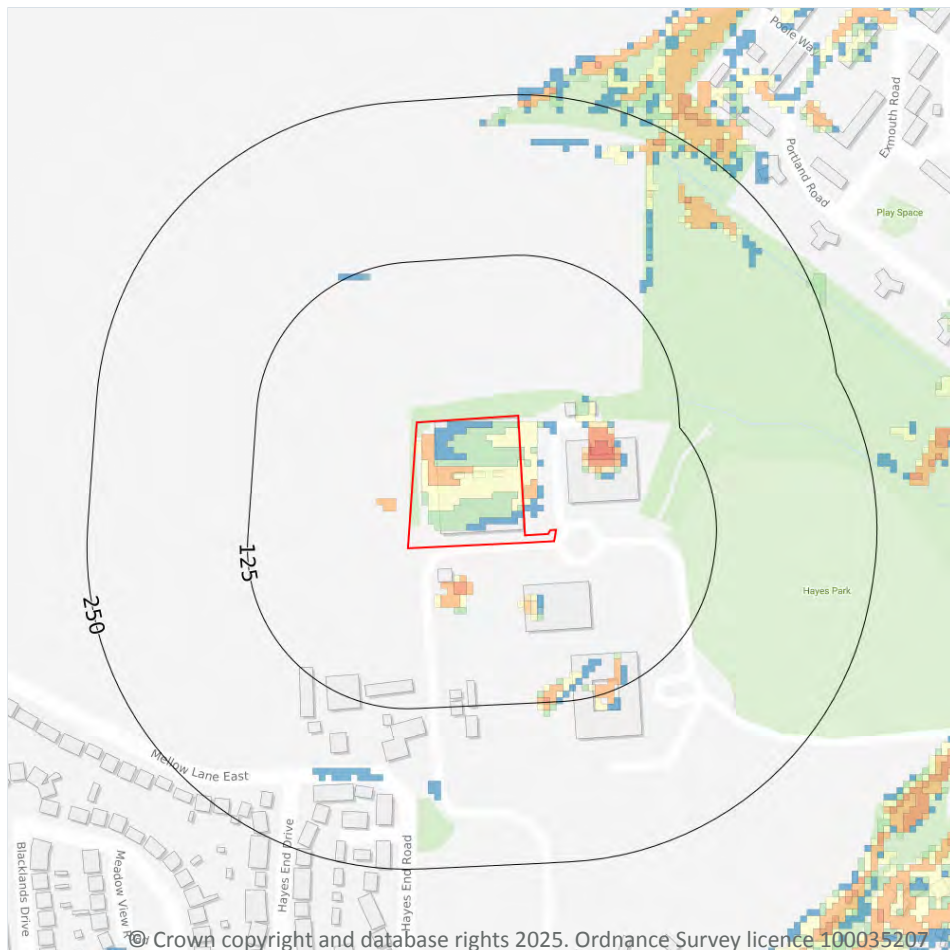 Poole Way
Exmouth Road
Portland Road
Play Space
125
250
Hayes Park
Mellow Lane East
Hayes End Drive
Hayes End Road
Blacklands Drive
Meadow View
© Crown copyright and database rights 2025. Ordnance Survey licence 100035207